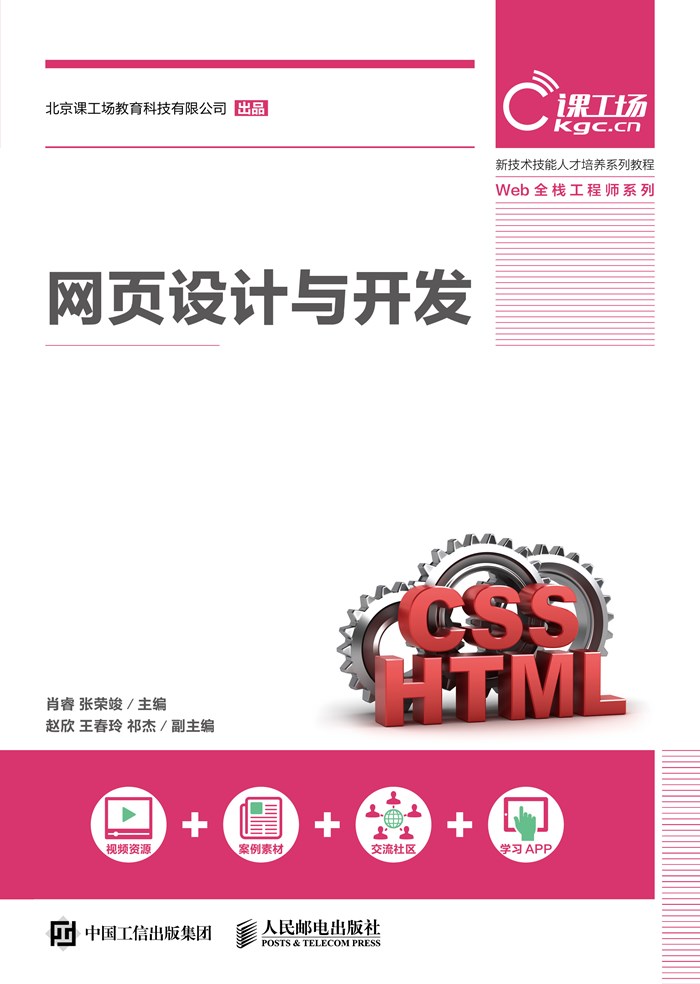 北京课工场教育科技有限公司 出品
课工场
kgc.cn
新技术技能人才培养系列教程
Web 全栈工程师系列
网页设计与开发
CSS
HTML
肖睿 张荣竣 / 主编
赵欣 王春玲 祁杰 / 副主编
视频资源
案例素材
交流社区
学习 APP
中国工信出版集团
人民邮电出版社
POSTS & TELECOM PRESS